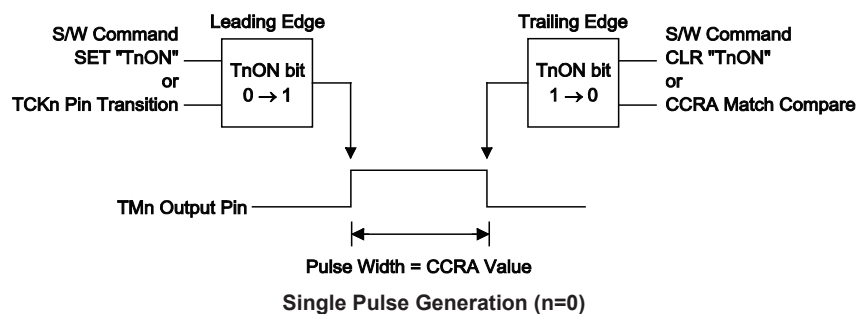 Leading Edge
S/W Command
SET "TnON"
or
TCKn Pin Transition
TnON bit
0 → 1
Trailing Edge
TnON bit
1 → 0
S/W Command
CLR "TnON"
or
CCRA Match Compare
TMn Output Pin
Pulse Width = CCRA Value
Single Pulse Generation (n=0)